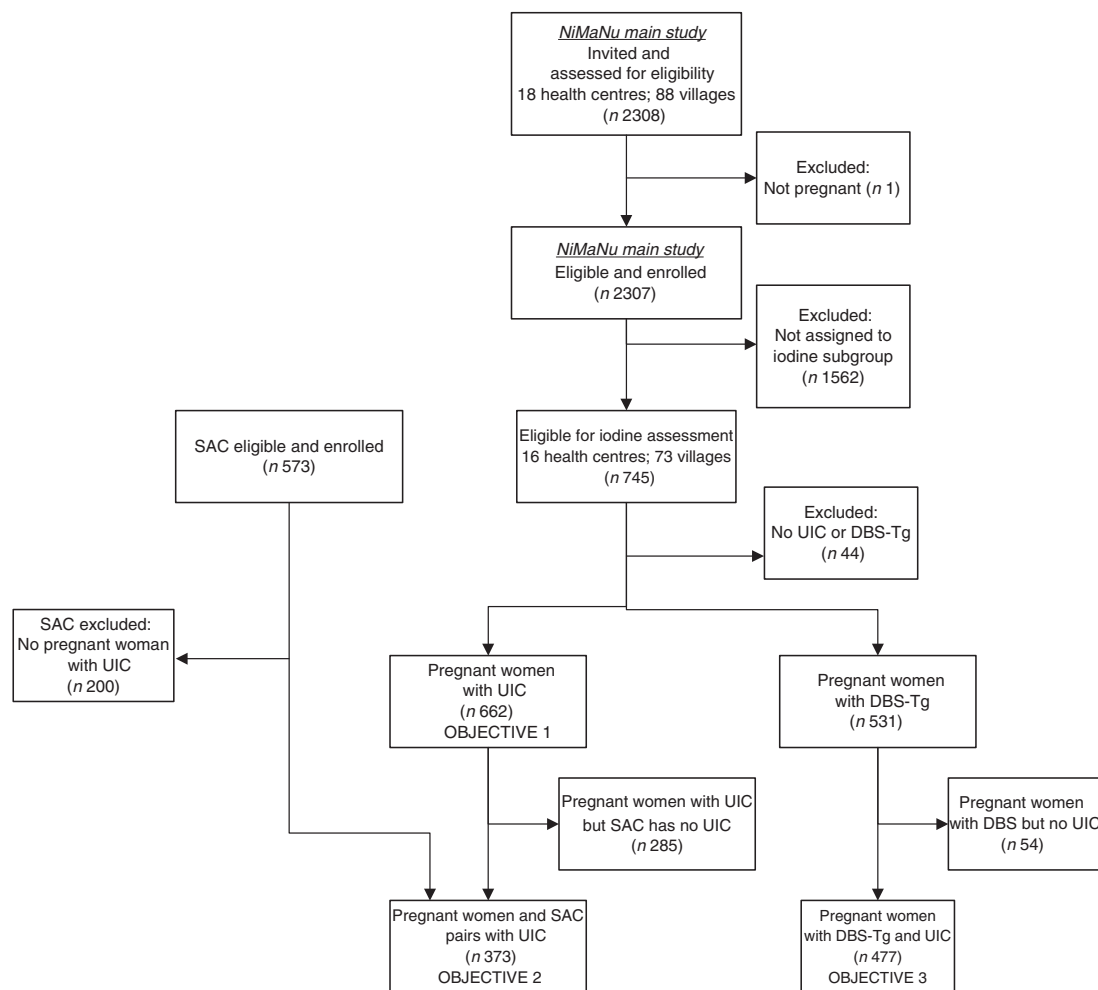 NiMaNu main study
Invited and
assessed for eligibility
18 health centres; 88 villages
(n 2308)
Excluded:
Not pregnant (n 1)
NiMaNu main study
Eligible and enrolled
(n 2307)
Excluded:
Not assigned to
iodine subgroup
(n 1562)
SAC eligible and enrolled
(n 573)
Eligible for iodine assessment
16 health centres; 73 villages
(n 745)
Excluded:
No UIC or DBS-Tg
(n 44)
SAC excluded:
No pregnant woman
with UIC
(n 200)
Pregnant women
with UIC
(n 662)
OBJECTIVE 1
Pregnant women
with DBS-Tg
(n 531)
Pregnant women with UIC
but SAC has no UIC
(n 285)
Pregnant women
with DBS but no UIC
(n 54)
Pregnant women and SAC
pairs with UIC
(n 373)
OBJECTIVE 2
Pregnant women
with DBS-Tg and UIC
(n 477)
OBJECTIVE 3